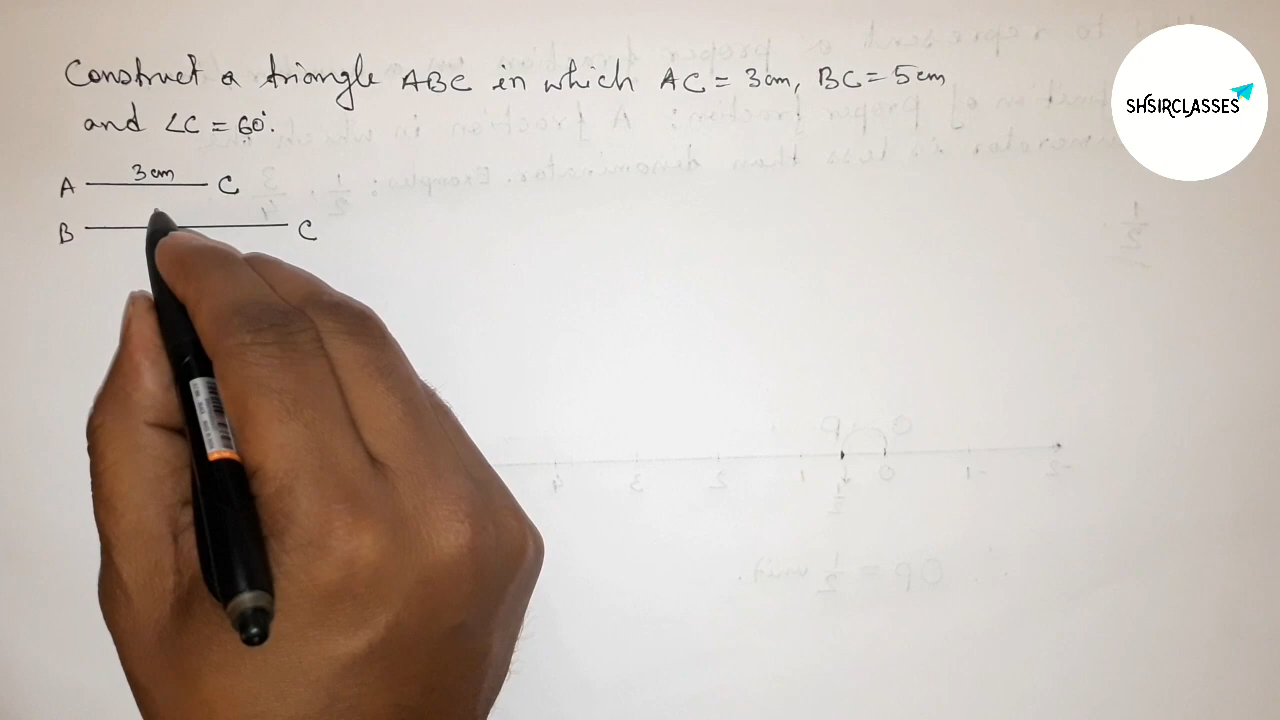 Construct a triangle ABC in which AC = 3cm, BC = 5cm
and ∠C = 60°.
SHSIRCLASSES
3cm
A C
B C